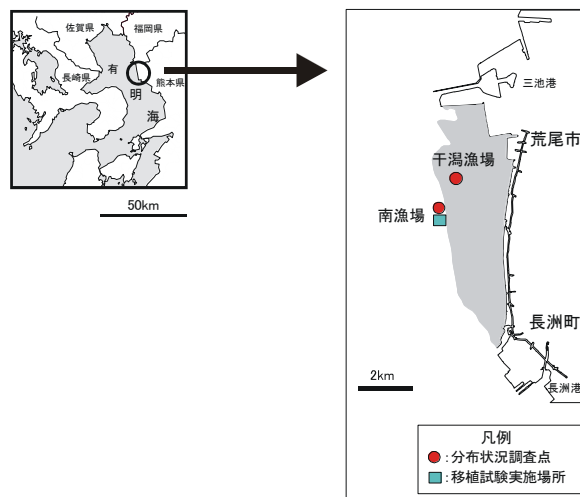 佐賀県
福岡県
長崎県
有
明
海
熊本県
50km
三池港
荒尾市
干潟漁場
南漁場
長洲町
2km
長洲港
凡例
:分布状況調査点
:移植試験実施場所